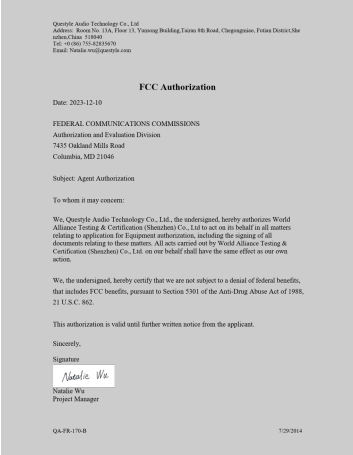 Questyle Audio Technology Co., Ltd
Address: Room No. 13A, Floor 13, Yunsong Building,Tairan 8th Road, Chegongmiao, Futian District,She
nzhen,China 518040
Tel: +0 (86) 755-82835670
Email: Natalie.wu@questyle.com
FCC Authorization
Date: 2023-12-10
FEDERAL COMMUNICATIONS COMMISSIONS
Authorization and Evaluation Division
7435 Oakland Mills Road
Columbia, MD 21046
Subject: Agent Authorization
To whom it may concern:
We, Questyle Audio Technology Co., Ltd., the undersigned, hereby authorizes World
Alliance Testing & Certification (Shenzhen) Co., Ltd to act on its behalf in all matters
relating to application for Equipment authorization, including the signing of all
documents relating to these matters. All acts carried out by World Alliance Testing &
Certification (Shenzhen) Co., Ltd. on our behalf shall have the same effect as our own
action.
We, the undersigned, hereby certify that we are not subject to a denial of federal benefits,
that includes FCC benefits, pursuant to Section 5301 of the Anti-Drug Abuse Act of 1988,
21 U.S.C. 862.
This authorization is valid until further written notice from the applicant.
Sincerely,
Signature
Natalie Wu
Natalie Wu
Project Manager
QA-FR-170-B 7/29/2014